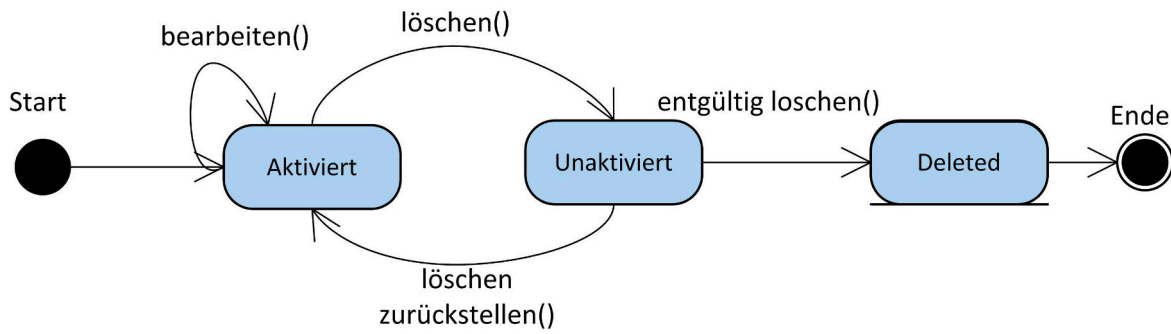 löschen()
bearbeiten()
Start
entgültig loschen()
Ende
Aktiviert
Unaktiviert
Deleted
löschen
zurückstellen()